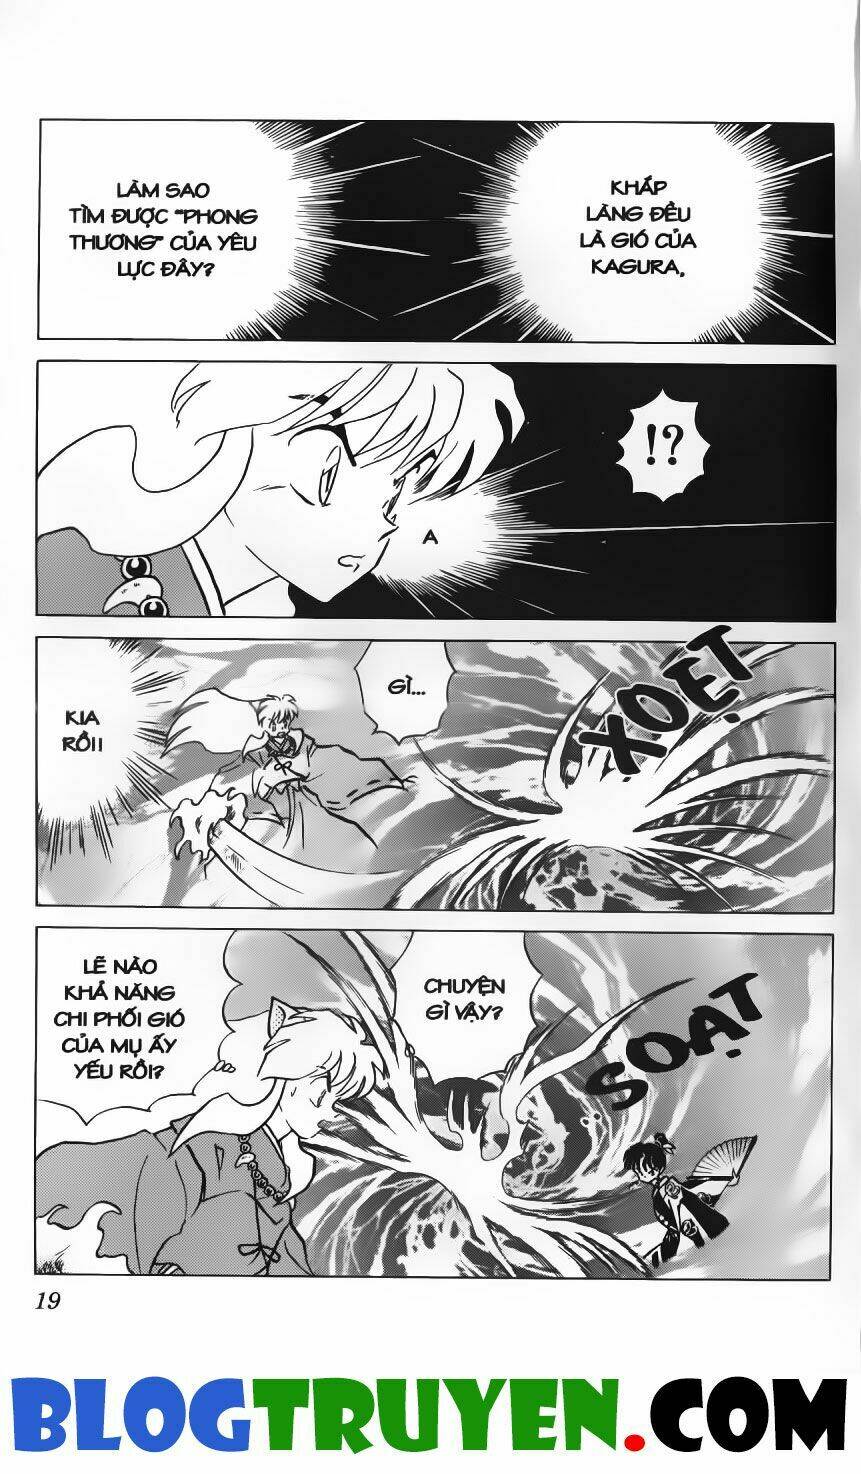 KHẮP
LÀNG ĐỀU
LÀ GIÓ CỦA
KAGURA,
LÀM SAO
TÌM ĐƯỢC "PHONG
THƯƠNG" CỦA YÊU
LỰC ĐÂY?
!?
A
XOẸT
GÌ...
KIA
RỒI!
SOẠT
CHUYỆN
GÌ VẬY?
LẼ NÀO
KHẢ NĂNG
CHI PHỐI GIÓ
CỦA MỤ ẤY
YẾU RỒI?
19
BLOGTRUYEN.COM